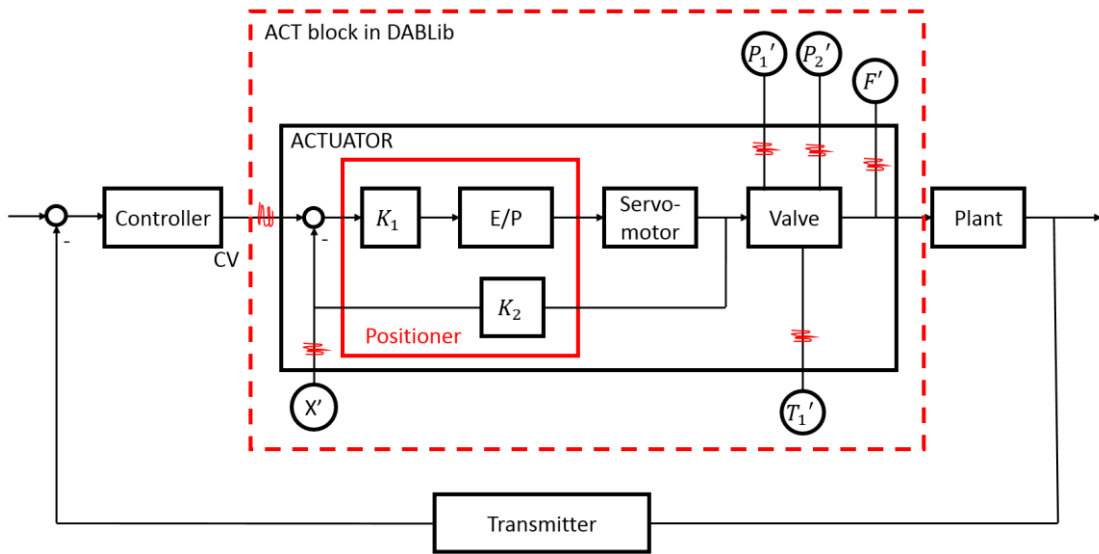 ACT block in DABLib
P₁′
P₂′
F′
ACTUATOR
Controller
CV
-
-
K₁
E/P
Servo-
motor
Valve
Plant
K₂
Positioner
X'
T₁′
Transmitter